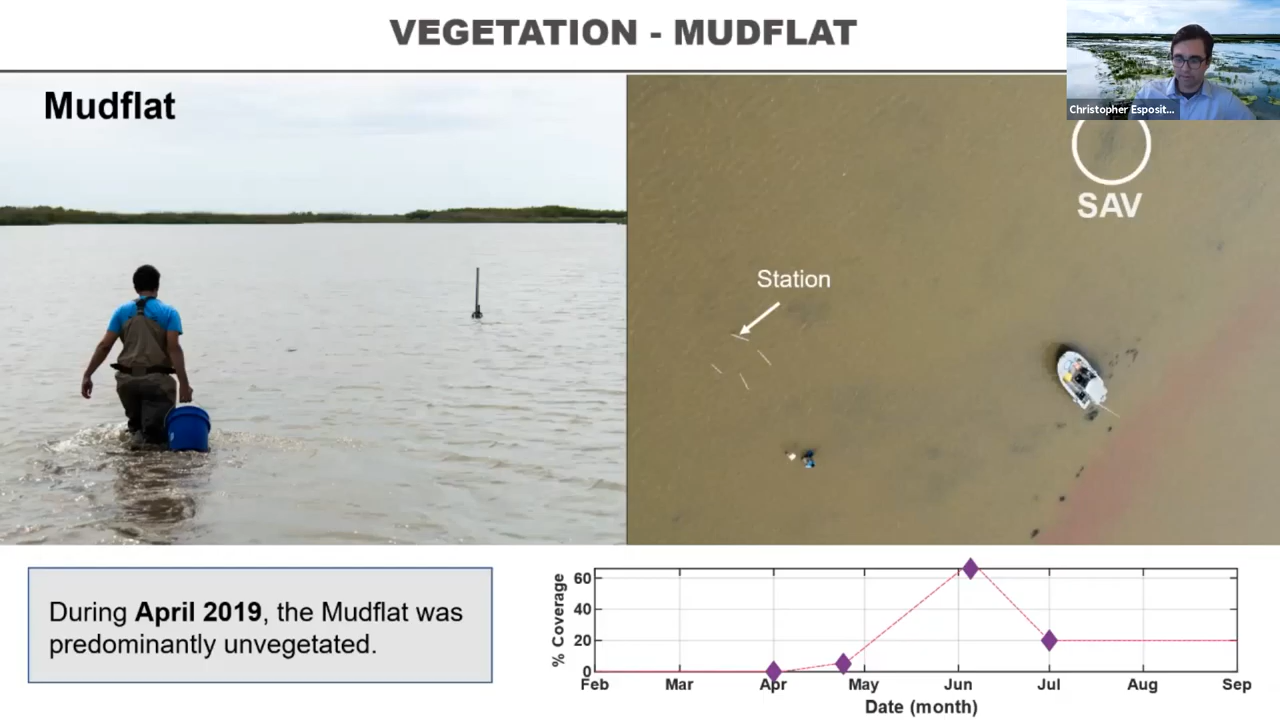 VEGETATION - MUDFLAT
Christopher Esposit...
Mudflat
SAV
Station
During April 2019, the Mudflat was
predominantly unvegetated.
% Coverage
60
40
20
0
Feb Mar Apr May Jun Jul Aug Sep
Date (month)